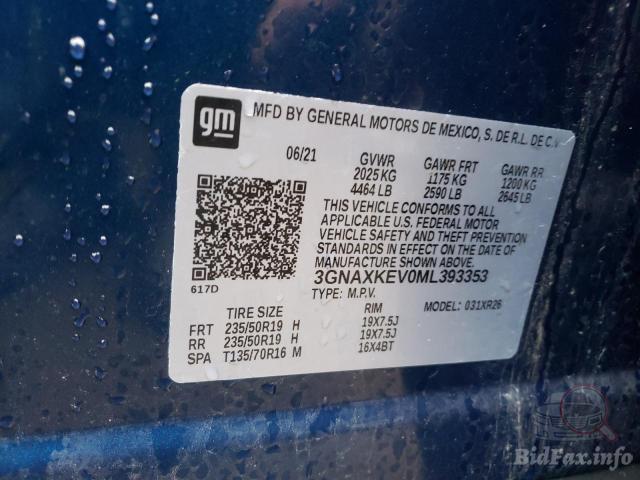 gm
MFD BY GENERAL MOTORS DE MEXICO, S. DE R.L. DE C.V
06/21 GVWR GAWR FRT GAWR RR
2025 KG 1175 KG 1200 KG
4464 LB 2590 LB 2645 LB
THIS VEHICLE CONFORMS TO ALL
APPLICABLE U.S. FEDERAL MOTOR
VEHICLE SAFETY AND THEFT PREVENTION
STANDARDS IN EFFECT ON THE DATE OF
MANUFACTURE SHOWN ABOVE.
3GNAXKEV0ML393353
617D
TYPE: M.P.V. MODEL: 031XR26
TIRE SIZE RIM
FRT 235/50R19 H 19X7.5J
RR 235/50R19 H 19X7.5J
SPA T135/70R16 M 16X4BT
BidFax.info